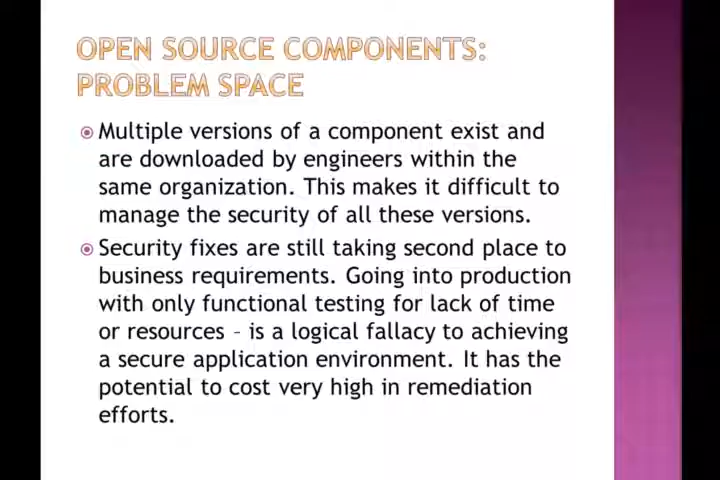 OPEN SOURCE COMPONENTS:
PROBLEM SPACE
Multiple versions of a component exist and
are downloaded by engineers within the
same organization. This makes it difficult to
manage the security of all these versions.
Security fixes are still taking second place to
business requirements. Going into production
with only functional testing for lack of time
or resources – is a logical fallacy to achieving
a secure application environment. It has the
potential to cost very high in remediation
efforts.